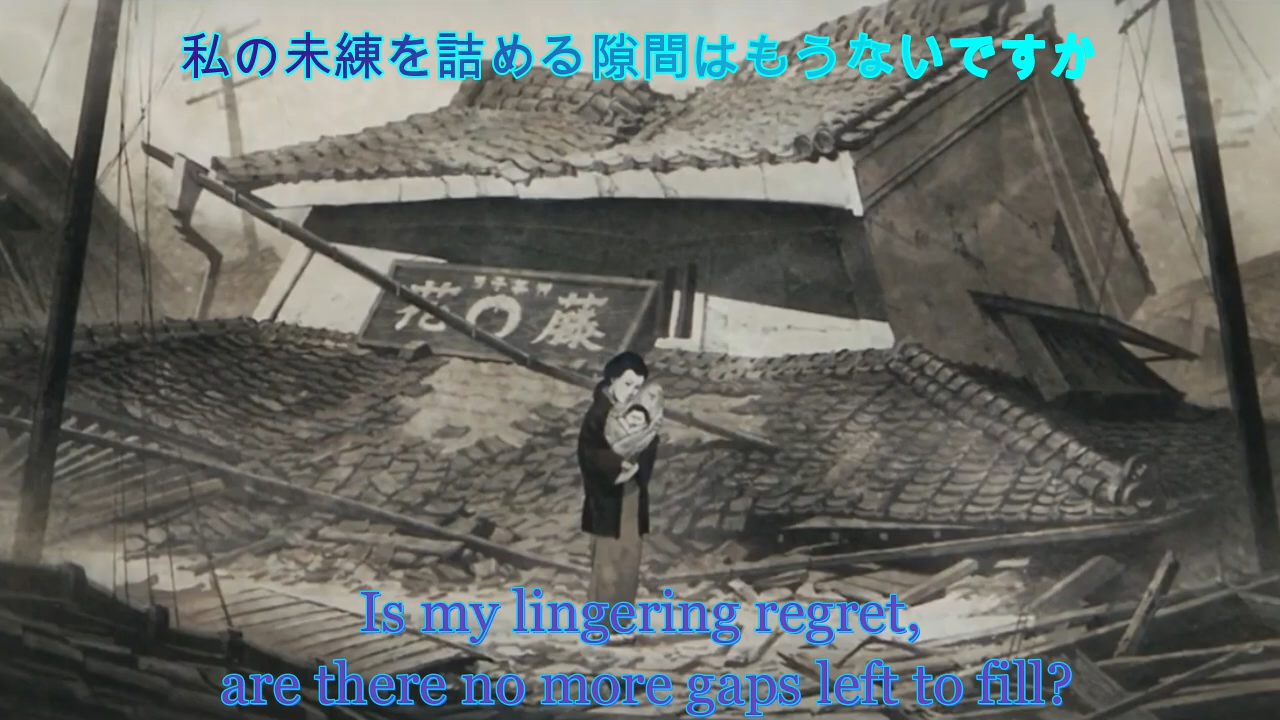 私の未練を詰める隙間はもうないですか
花 藤
Is my lingering regret,
are there no more gaps left to fill?